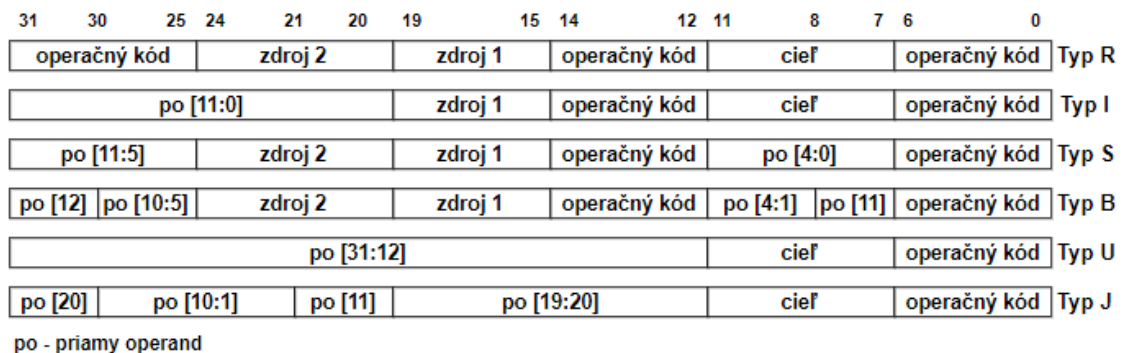 31 30 25 24 21 20 19 15 14 12 11 8 7 6 0
operačný kód zdroj 2 zdroj 1 operačný kód cieľ operačný kód Typ R
po [11:0] zdroj 1 operačný kód cieľ operačný kód Typ I
po [11:5] zdroj 2 zdroj 1 operačný kód po [4:0] operačný kód Typ S
po [12] po [10:5] zdroj 2 zdroj 1 operačný kód po [4:1] po [11] operačný kód Typ B
po [31:12] cieľ operačný kód Typ U
po [20] po [10:1] po [11] po [19:20] cieľ operačný kód Typ J
po - priamy operand